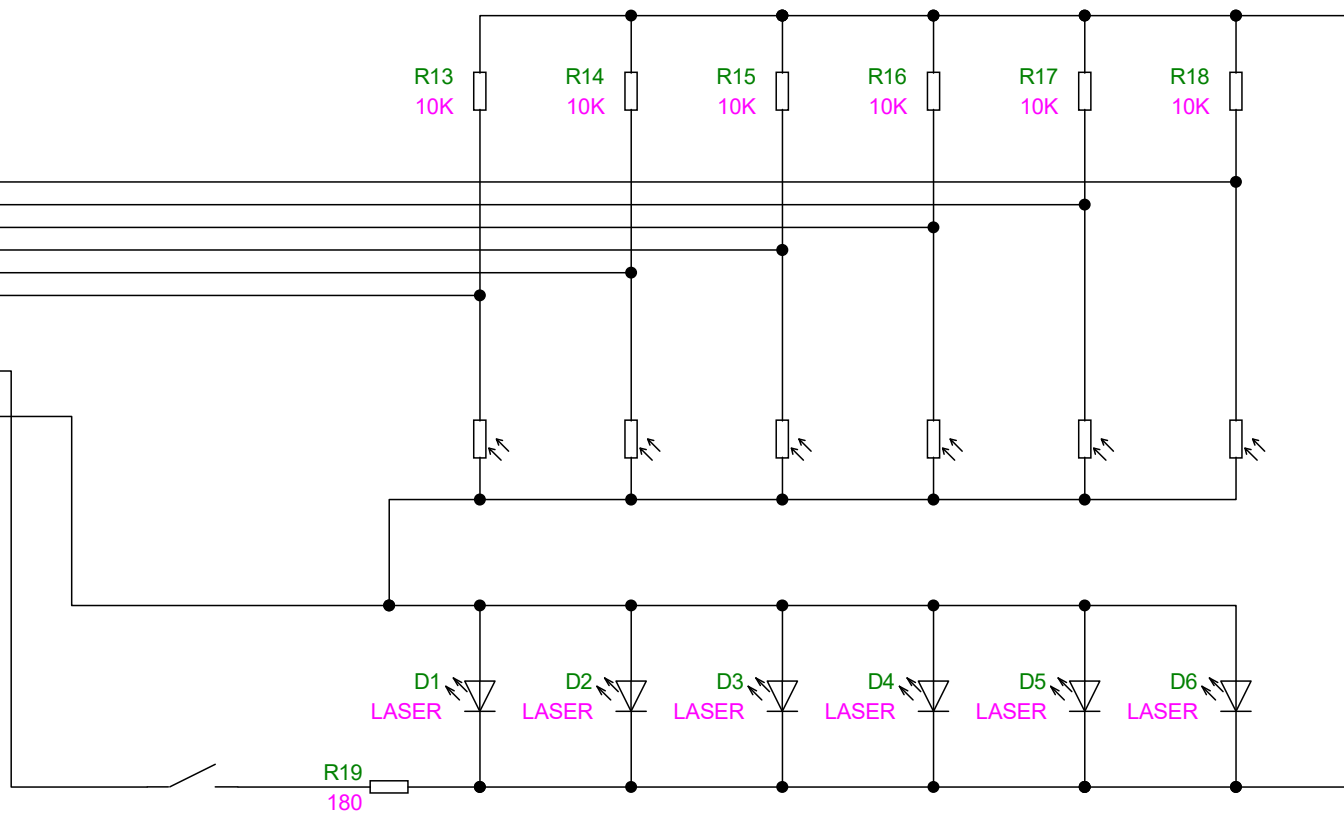 R13 R14 R15 R16 R17 R18
10K 10K 10K 10K 10K 10K
D1 D2 D3 D4 D5 D6
LASER LASER LASER LASER LASER LASER
R19
180